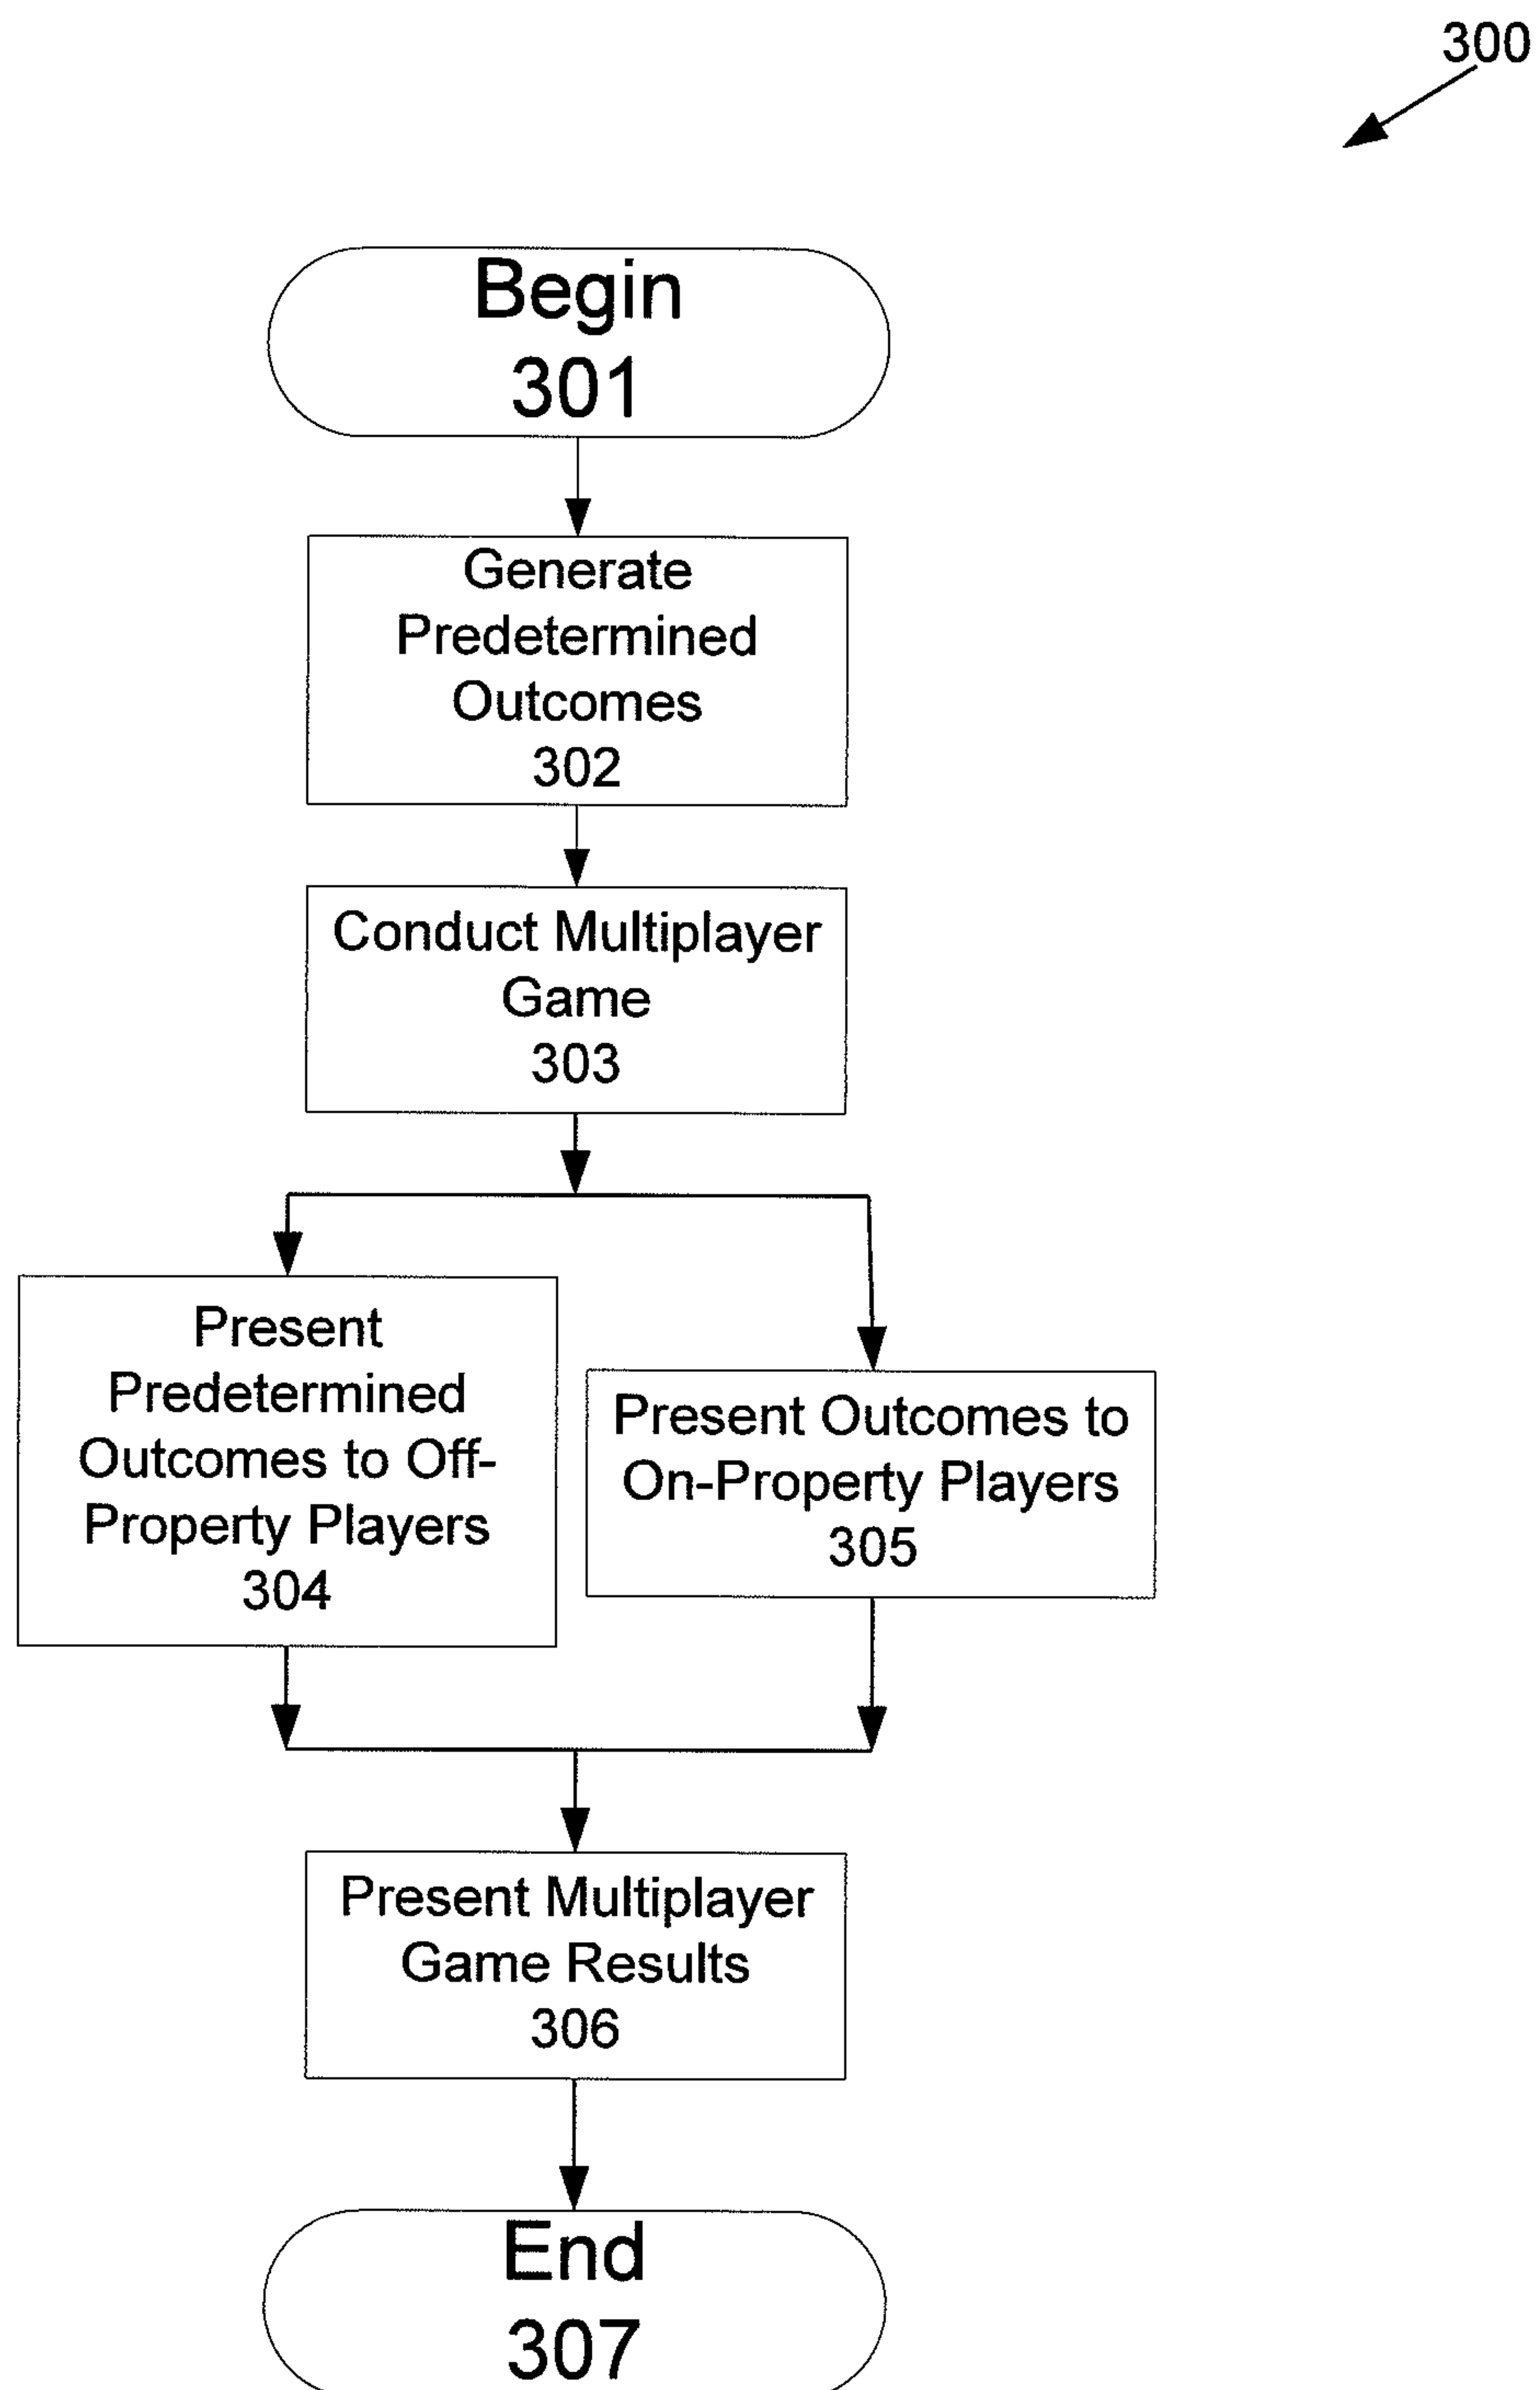 300
Begin
301
Generate
Predetermined
Outcomes
302
Conduct Multiplayer
Game
303
Present
Predetermined
Outcomes to Off-
Property Players
304
Present Outcomes to
On-Property Players
305
Present Multiplayer
Game Results
306
End
307